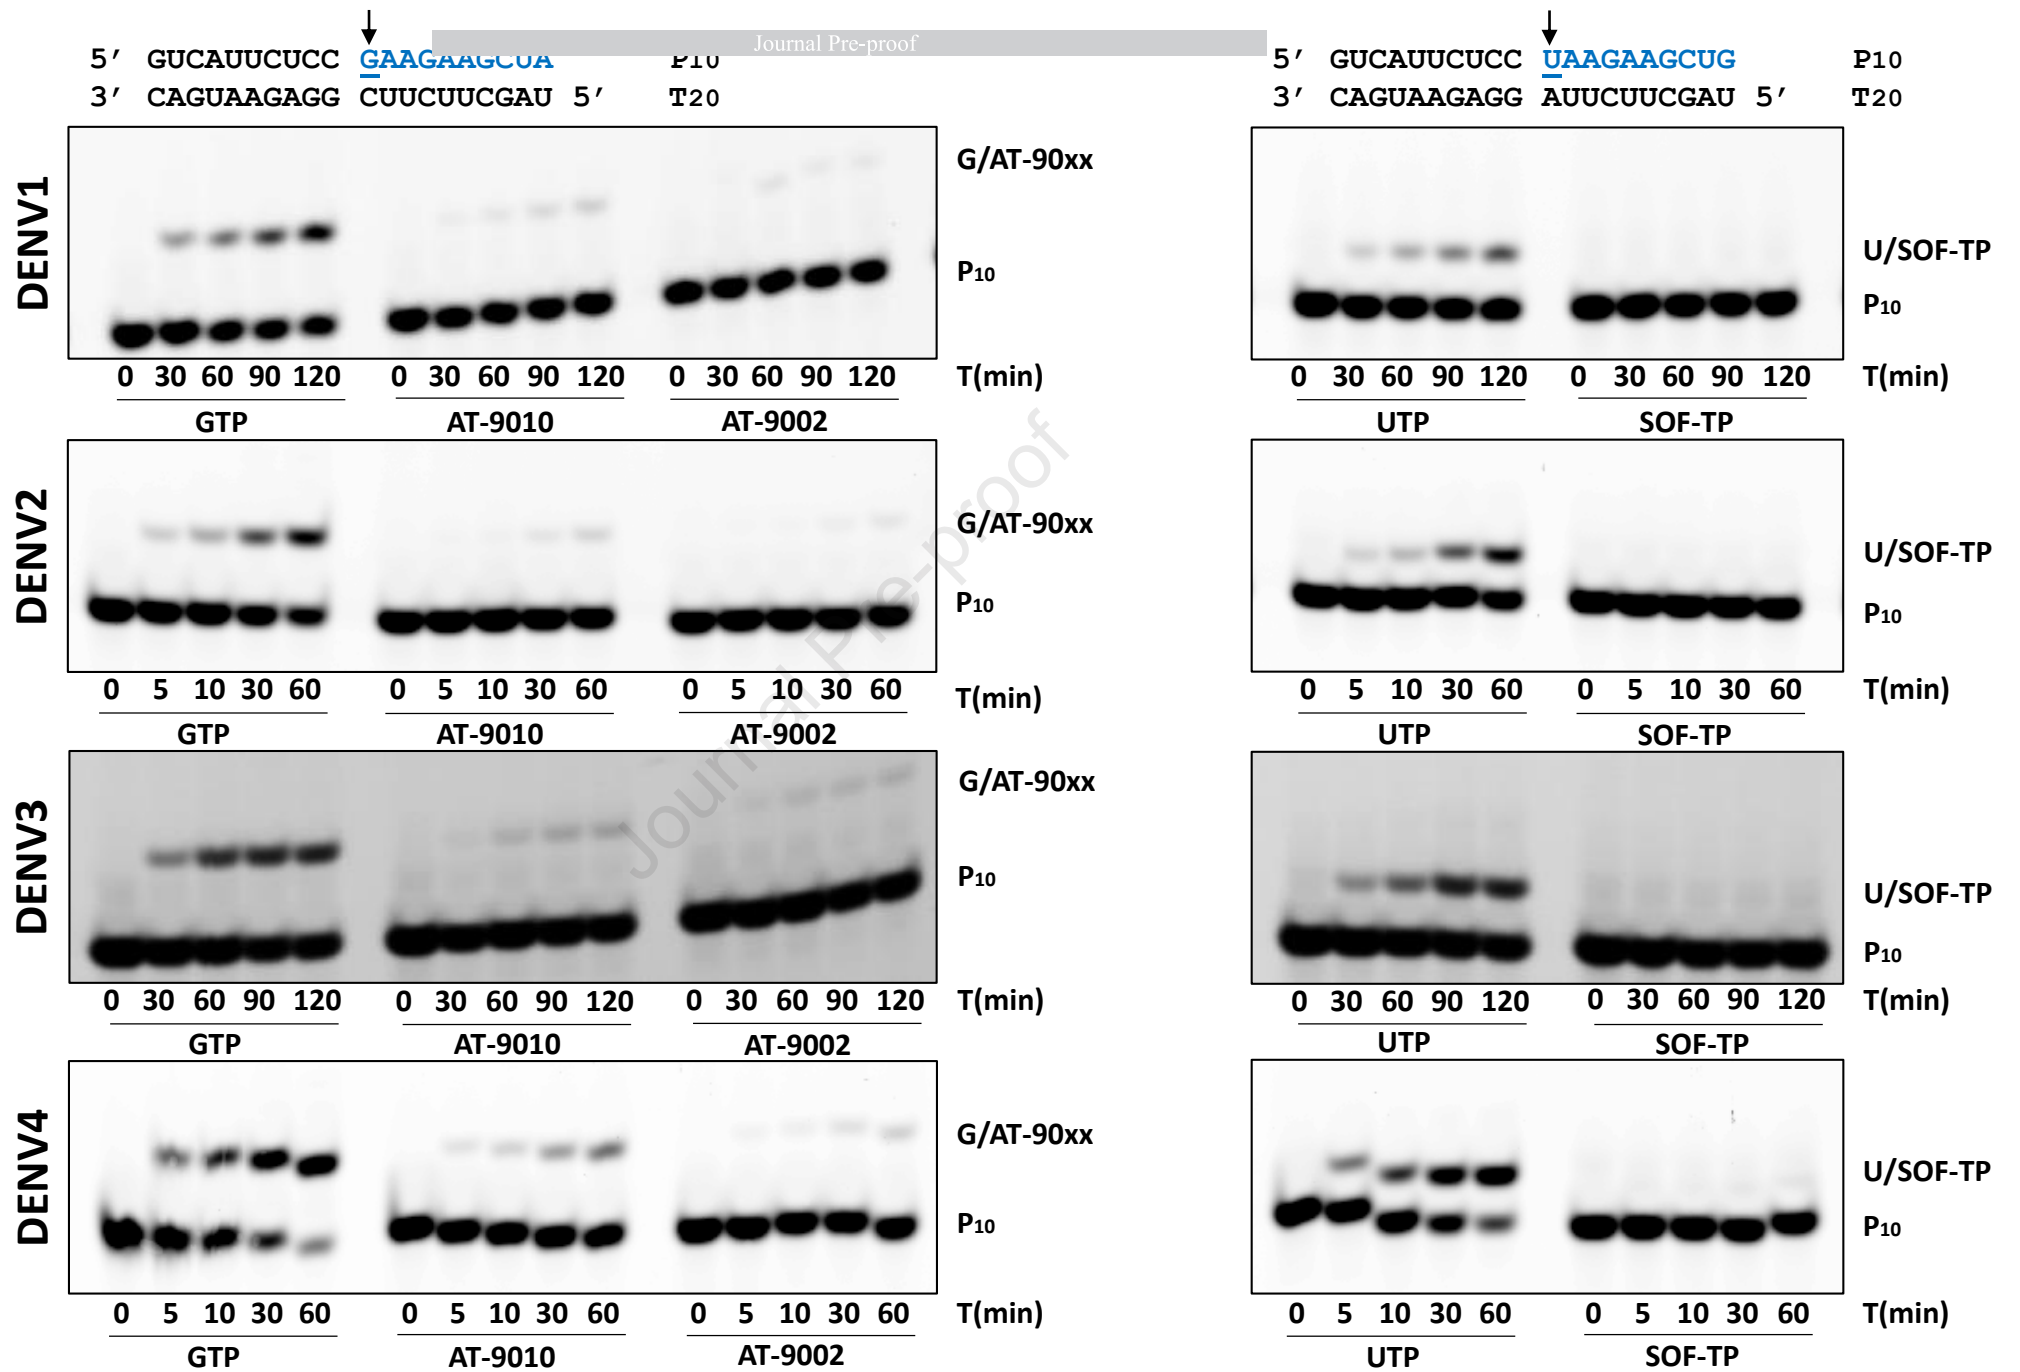 Journal Pre-proof
5′ GUCAUUCUCC GAAGAAGCUA P10
3′ CAGUAAGAGG CUUCUUCGAU 5′ T20
5′ GUCAUUCUCC UAAGAAGCUG P10
3′ CAGUAAGAGG AUUCUUCGAU 5′ T20
DENV1
G/AT-90xx
P10
0 30 60 90 120 0 30 60 90 120 0 30 60 90 120 T(min)
GTP AT-9010 AT-9002
U/SOF-TP
P10
0 30 60 90 120 0 30 60 90 120 T(min)
UTP SOF-TP
DENV2
G/AT-90xx
P10
0 5 10 30 60 0 5 10 30 60 0 5 10 30 60 T(min)
GTP AT-9010 AT-9002
U/SOF-TP
P10
0 5 10 30 60 0 5 10 30 60 T(min)
UTP SOF-TP
Journal Pre-proof
DENV3
G/AT-90xx
P10
0 30 60 90 120 0 30 60 90 120 0 30 60 90 120 T(min)
GTP AT-9010 AT-9002
U/SOF-TP
P10
0 30 60 90 120 0 30 60 90 120 T(min)
UTP SOF-TP
DENV4
G/AT-90xx
P10
0 5 10 30 60 0 5 10 30 60 0 5 10 30 60 T(min)
GTP AT-9010 AT-9002
U/SOF-TP
P10
0 5 10 30 60 0 5 10 30 60 T(min)
UTP SOF-TP